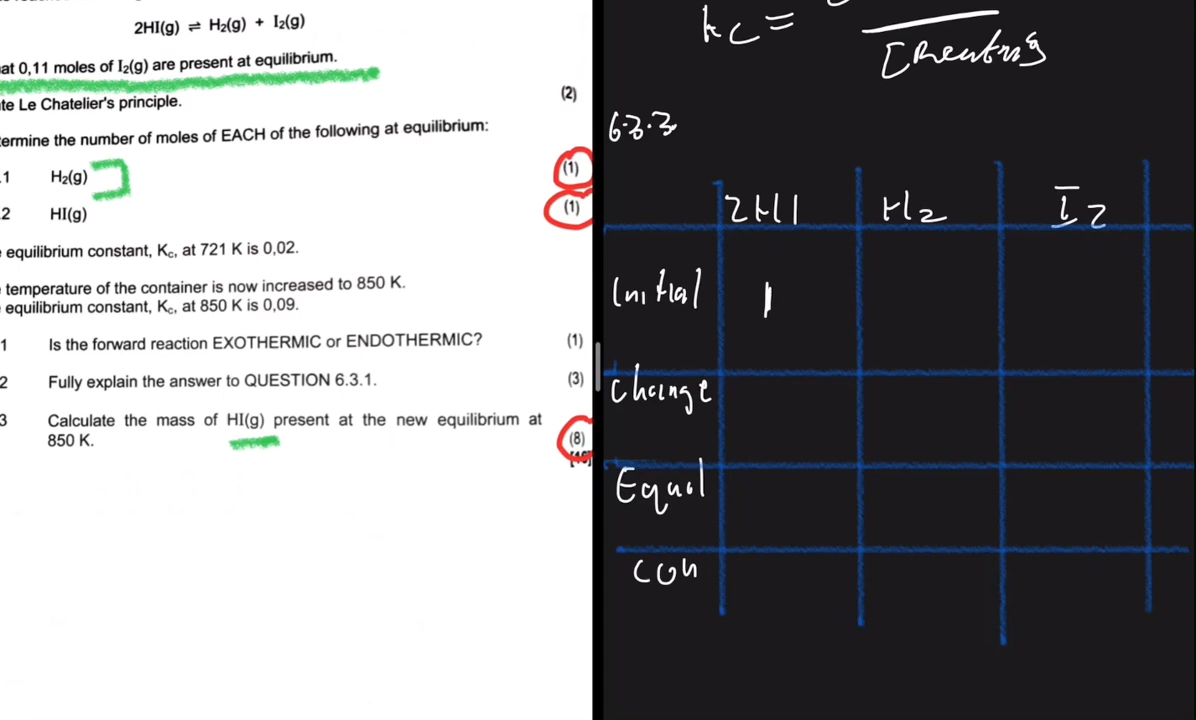 2HI(g) ⇌ H₂(g) + I₂(g)
at 0,11 moles of I₂(g) are present at equilibrium.
te Le Chatelier's principle. (2)
ermine the number of moles of EACH of the following at equilibrium:
.1 H₂(g) (1)
.2 HI(g) (1)
equilibrium constant, Kc, at 721 K is 0,02.
temperature of the container is now increased to 850 K.
equilibrium constant, Kc, at 850 K is 0,09.
1 Is the forward reaction EXOTHERMIC or ENDOTHERMIC? (1)
2 Fully explain the answer to QUESTION 6.3.1. (3)
3 Calculate the mass of HI(g) present at the new equilibrium at
850 K. (8)
Kc =
6.3.3
2HI H2 I2
Initial 1
Change
Equil
con